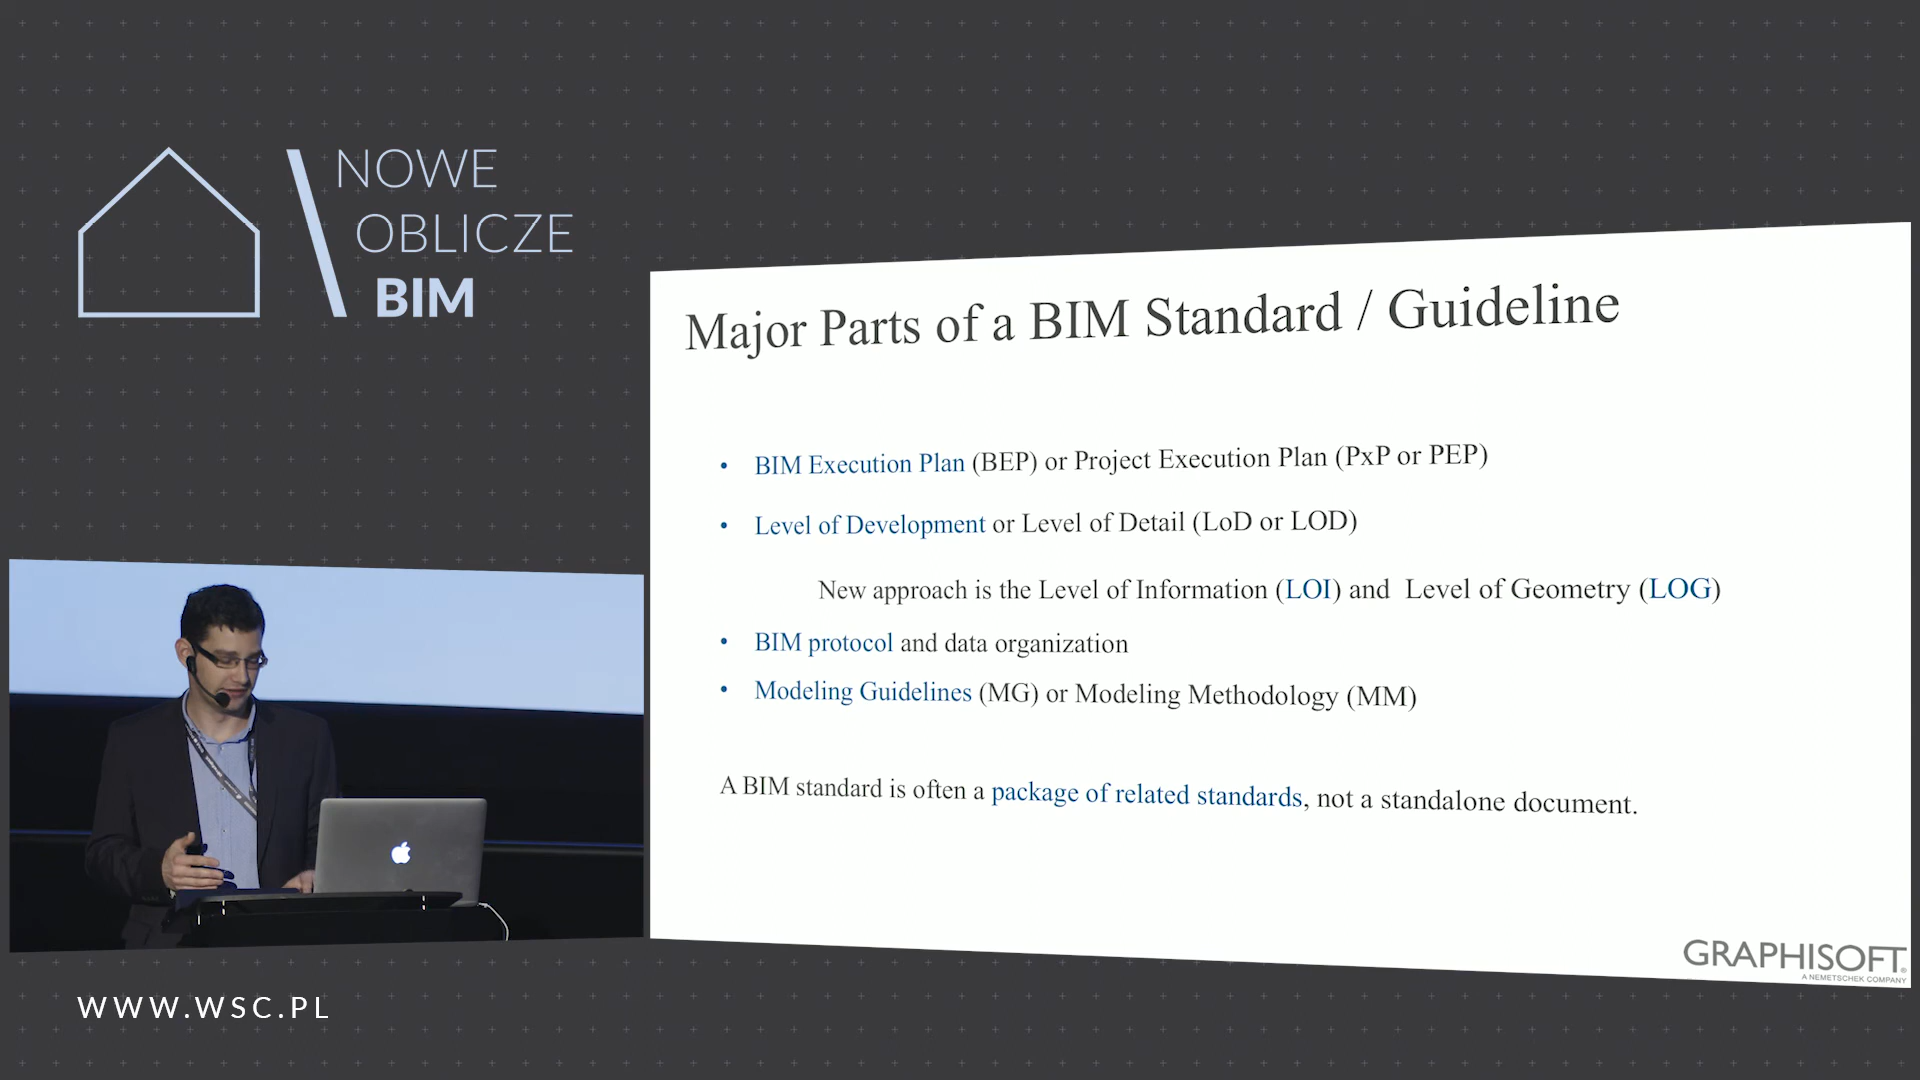 NOWE
OBLICZE
BIM
Major Parts of a BIM Standard / Guideline
• BIM Execution Plan (BEP) or Project Execution Plan (PxP or PEP)
• Level of Development or Level of Detail (LoD or LOD)
New approach is the Level of Information (LOI) and Level of Geometry (LOG)
• BIM protocol and data organization
• Modeling Guidelines (MG) or Modeling Methodology (MM)
A BIM standard is often a package of related standards, not a standalone document.
GRAPHISOFT.
A NEMETSCHEK COMPANY
WWW.WSC.PL